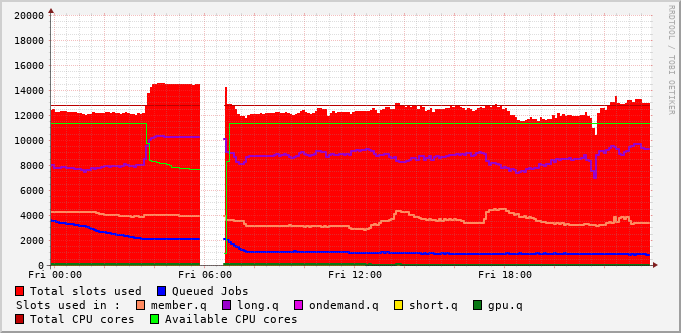 20000
18000
16000
14000
12000
10000
8000
6000
4000
2000
0
Fri 00:00 Fri 06:00 Fri 12:00 Fri 18:00
Total slots used Queued Jobs
Slots used in : member.q long.q ondemand.q short.q gpu.q
Total CPU cores Available CPU cores
RRDTOOL / TOBI OETIKER